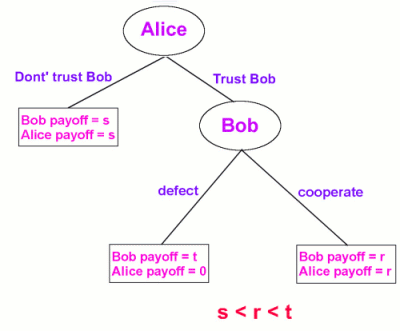 Alice
Dont' trust Bob
Trust Bob
Bob payoff = s
Alice payoff = s
Bob
defect
cooperate
Bob payoff = t
Alice payoff = 0
Bob payoff = r
Alice payoff = r
s < r < t